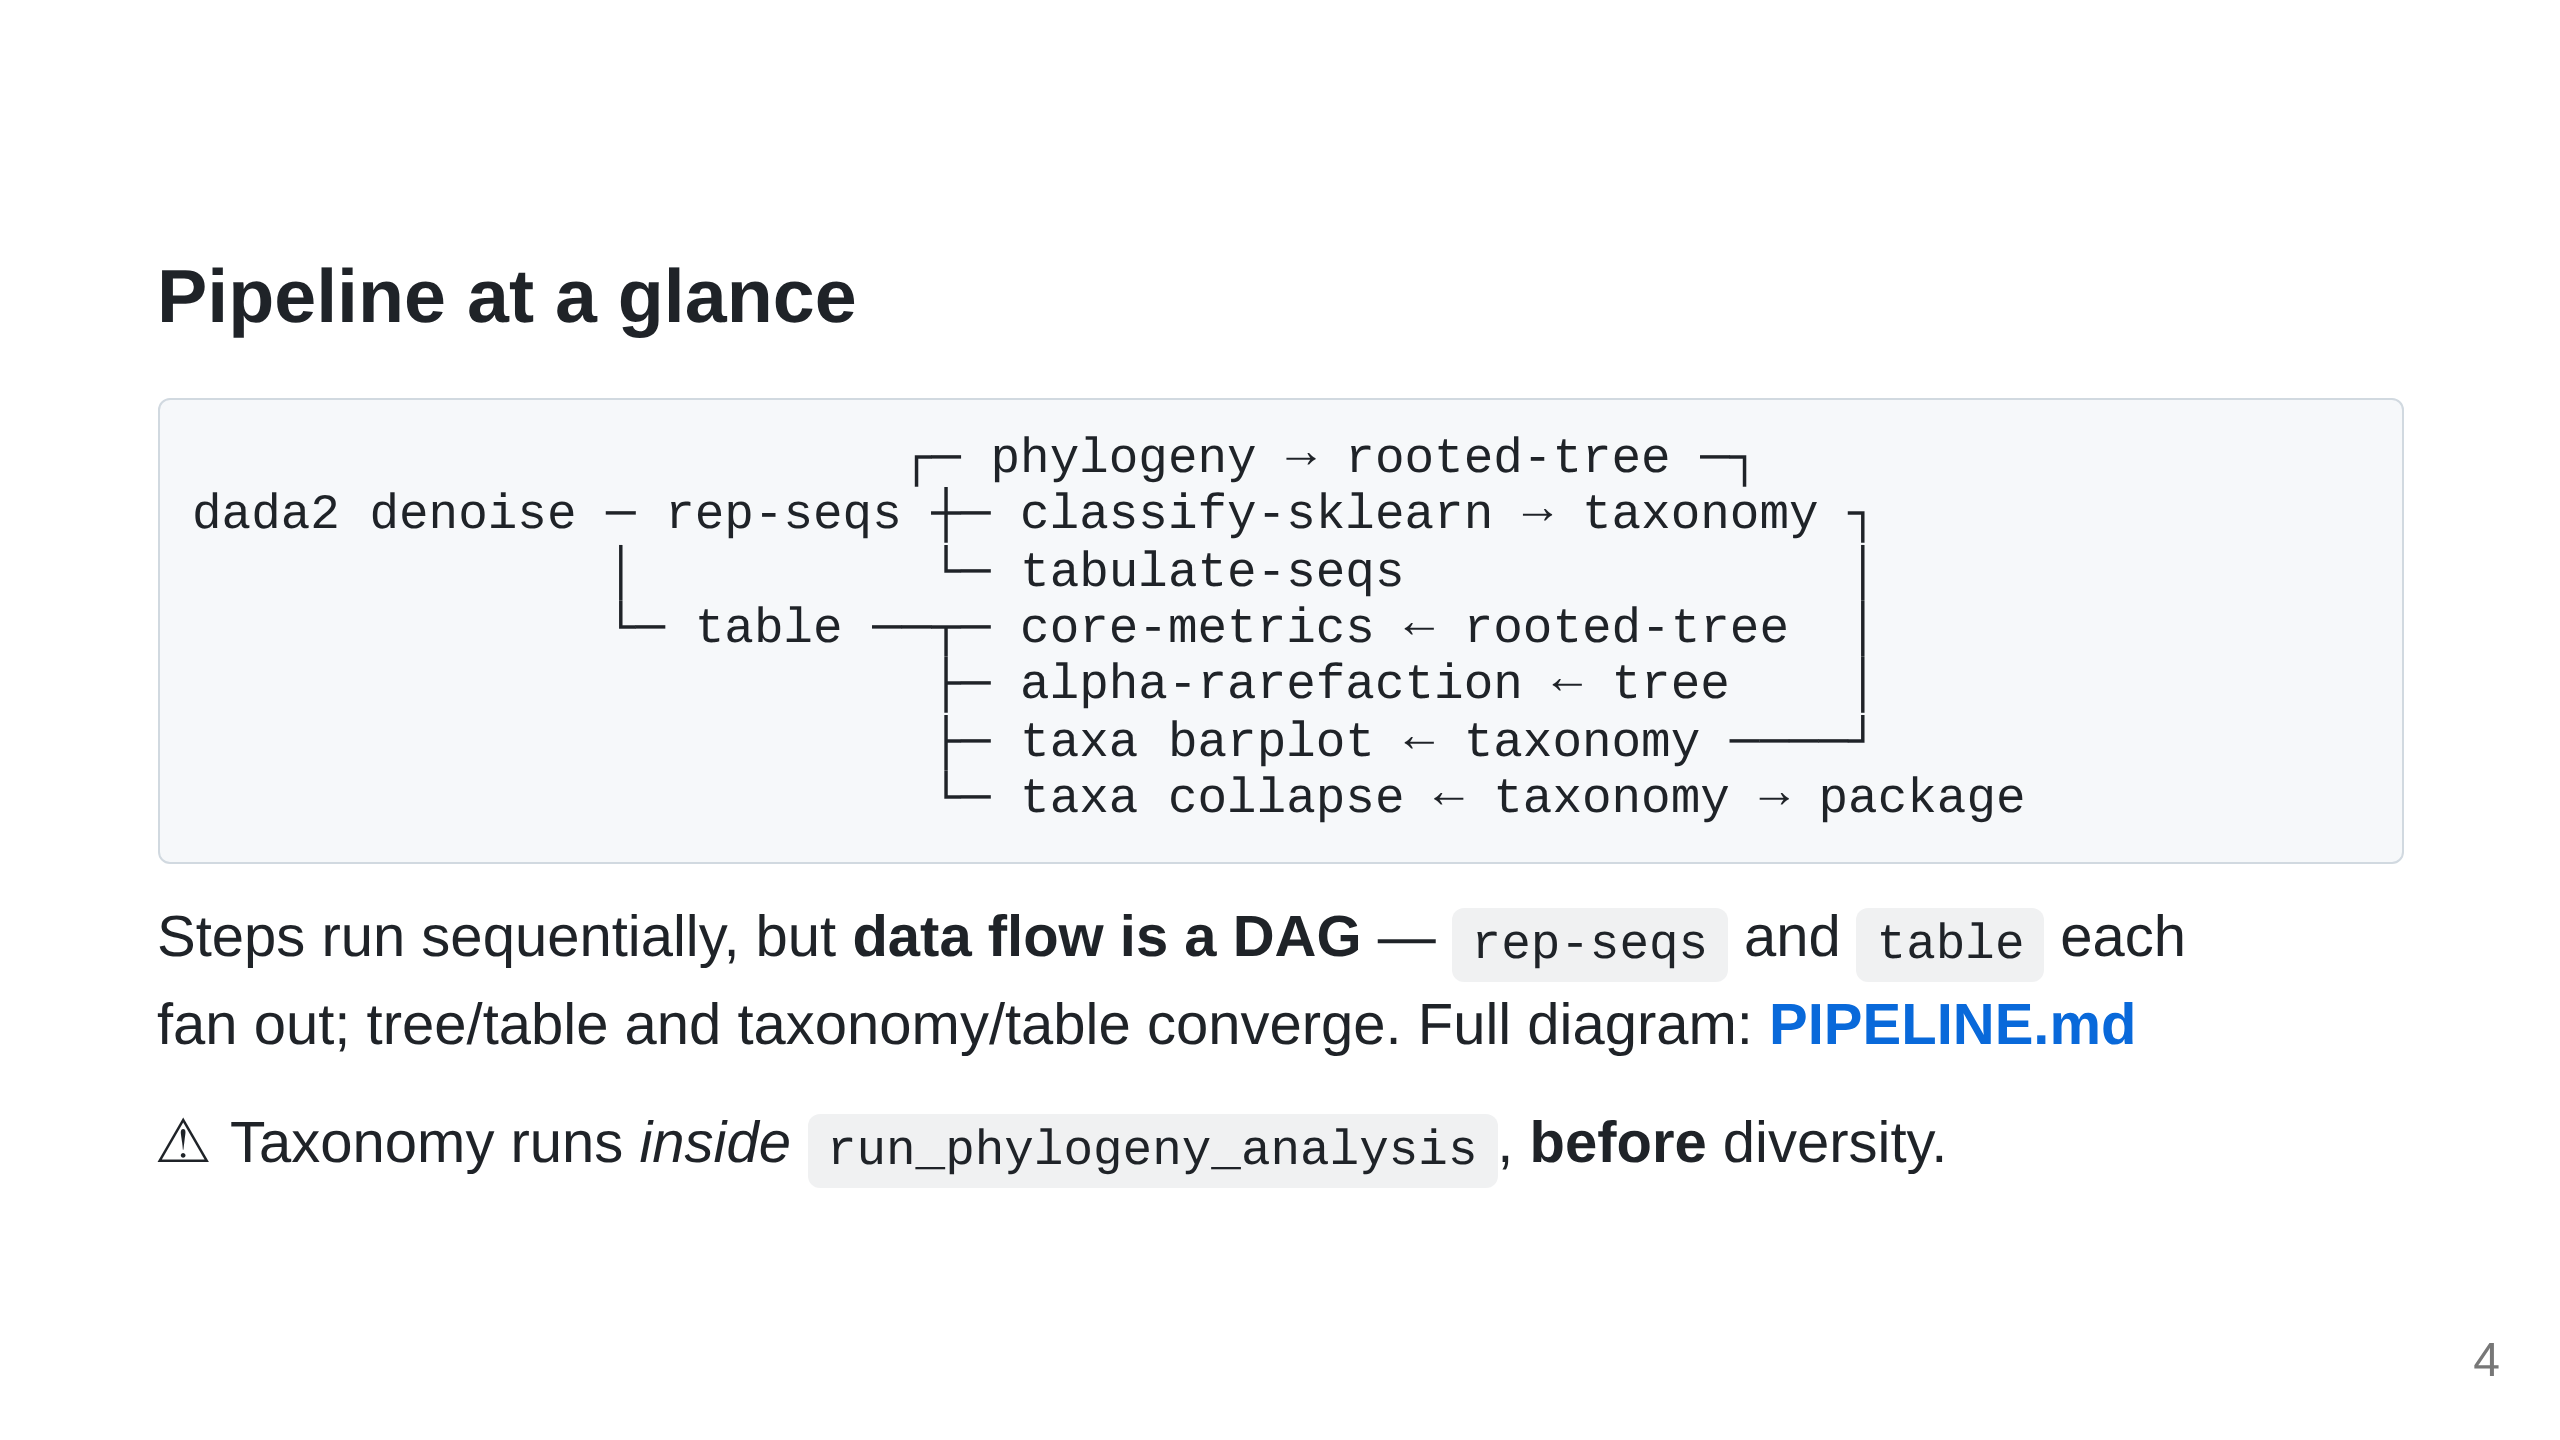 Pipeline at a glance
                         ┌─ phylogeny → rooted-tree ─┐
dada2 denoise ─ rep-seqs ┼─ classify-sklearn → taxonomy ┐
              │          └─ tabulate-seqs               │
              └─ table ──┬─ core-metrics ← rooted-tree  │
                         ├─ alpha-rarefaction ← tree    │
                         ├─ taxa barplot ← taxonomy ────┘
                         └─ taxa collapse ← taxonomy → package
Steps run sequentially, but data flow is a DAG — rep-seqs and table each
fan out; tree/table and taxonomy/table converge. Full diagram: PIPELINE.md
⚠ Taxonomy runs inside run_phylogeny_analysis, before diversity.
4